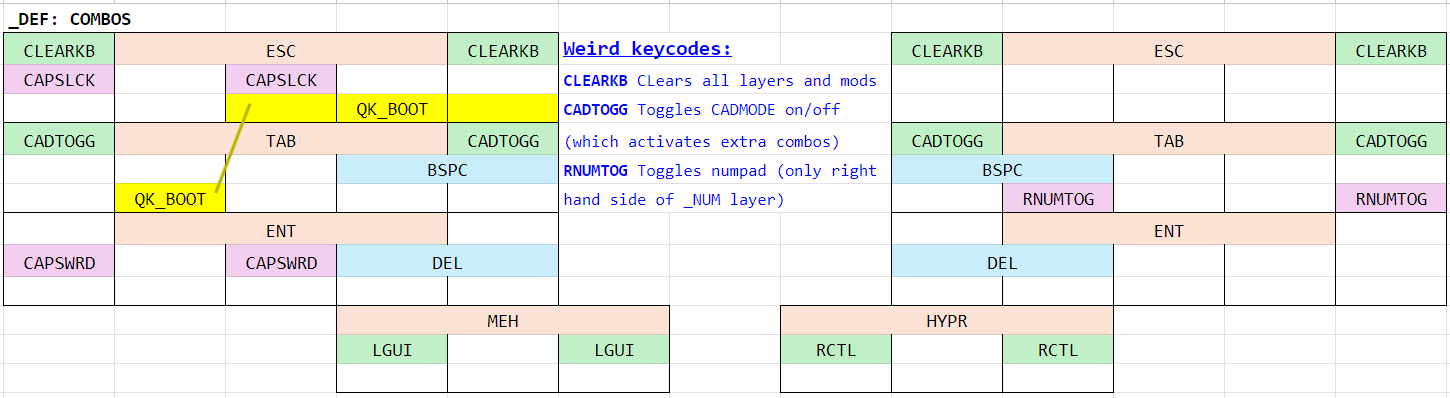 _DEF: COMBOS
CLEARKB ESC CLEARKB Weird keycodes: CLEARKB ESC CLEARKB
CAPSLCK CAPSLCK CLEARKB CLears all layers and mods
QK_BOOT CADTOGG Toggles CADMODE on/off
CADTOGG TAB CADTOGG (which activates extra combos) CADTOGG TAB CADTOGG
BSPC RNUMTOG Toggles numpad (only right BSPC
QK_BOOT hand side of _NUM layer) RNUMTOG RNUMTOG
ENT ENT
CAPSWRD CAPSWRD DEL DEL
MEH HYPR
LGUI LGUI RCTL RCTL